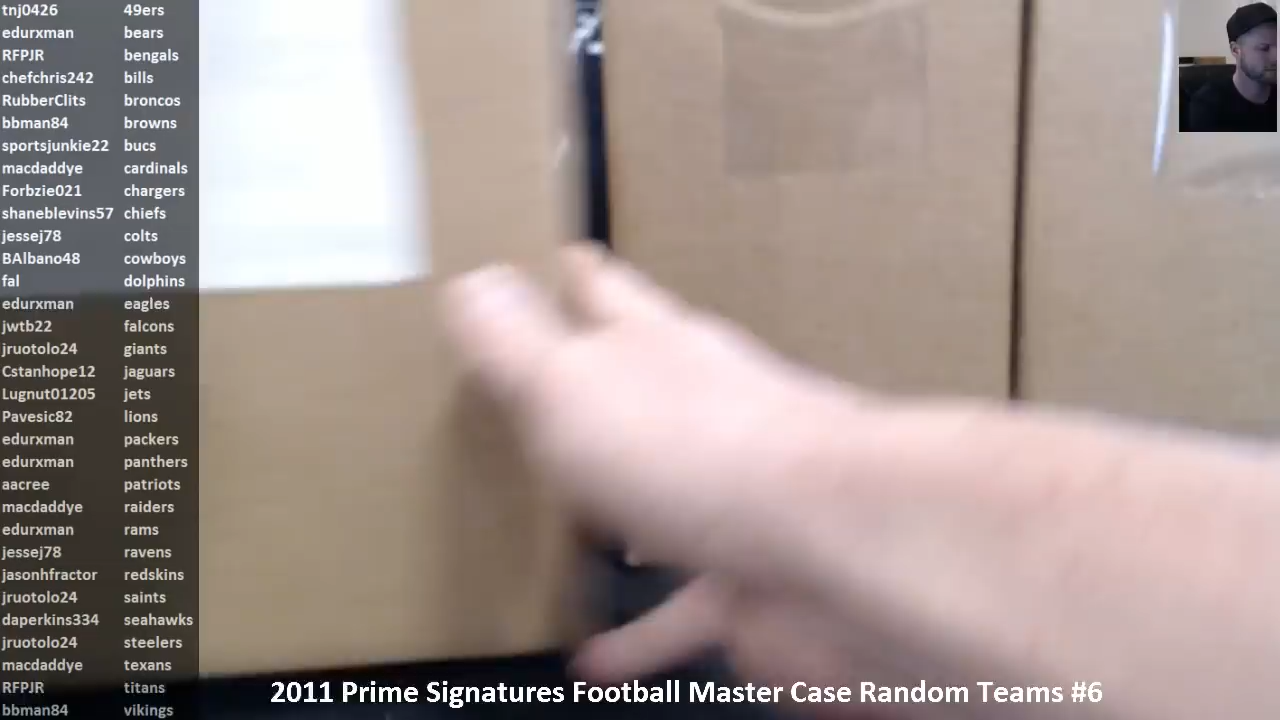 tnj0426 49ers
edurxman bears
RFPJR bengals
chefchris242 bills
RubberClits broncos
bbman84 browns
sportsjunkie22 bucs
macdaddye cardinals
Forbzie021 chargers
shaneblevins57 chiefs
jessej78 colts
BAlbano48 cowboys
fal dolphins
edurxman eagles
jwtb22 falcons
jruotolo24 giants
Cstanhope12 jaguars
Lugnut01205 jets
Pavesic82 lions
edurxman packers
edurxman panthers
aacree patriots
macdaddye raiders
edurxman rams
jessej78 ravens
jasonhfractor redskins
jruotolo24 saints
daperkins334 seahawks
jruotolo24 steelers
macdaddye texans
RFPJR titans
bbman84 vikings
2011 Prime Signatures Football Master Case Random Teams #6